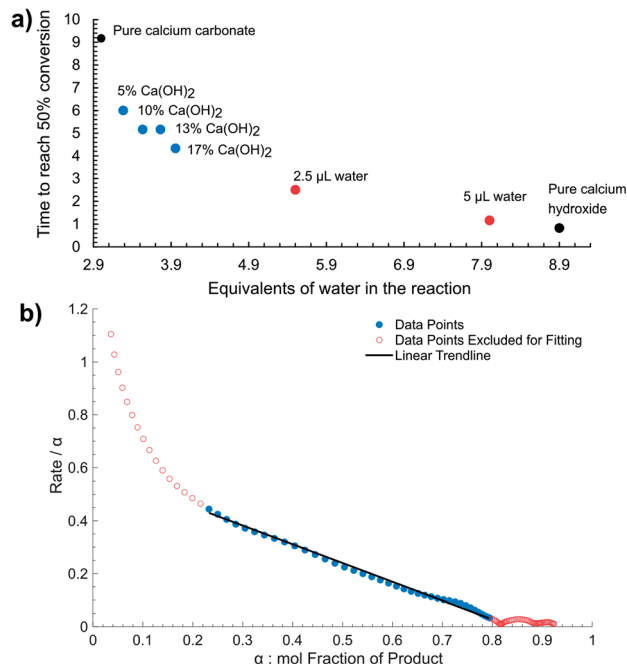 a)
10
9
8
7
6
5
4
3
2
1
0
Time to reach 50% conversion
Pure calcium carbonate
5% Ca(OH)2
10% Ca(OH)2
13% Ca(OH)2
17% Ca(OH)2
2.5 µL water
5 µL water
Pure calcium
hydroxide
2.9 3.9 4.9 5.9 6.9 7.9 8.9
Equivalents of water in the reaction
b)
1.2
1
0.8
0.6
0.4
0.2
0
Rate / α
Data Points
Data Points Excluded for Fitting
Linear Trendline
0 0.1 0.2 0.3 0.4 0.5 0.6 0.7 0.8 0.9 1
α : mol Fraction of Product